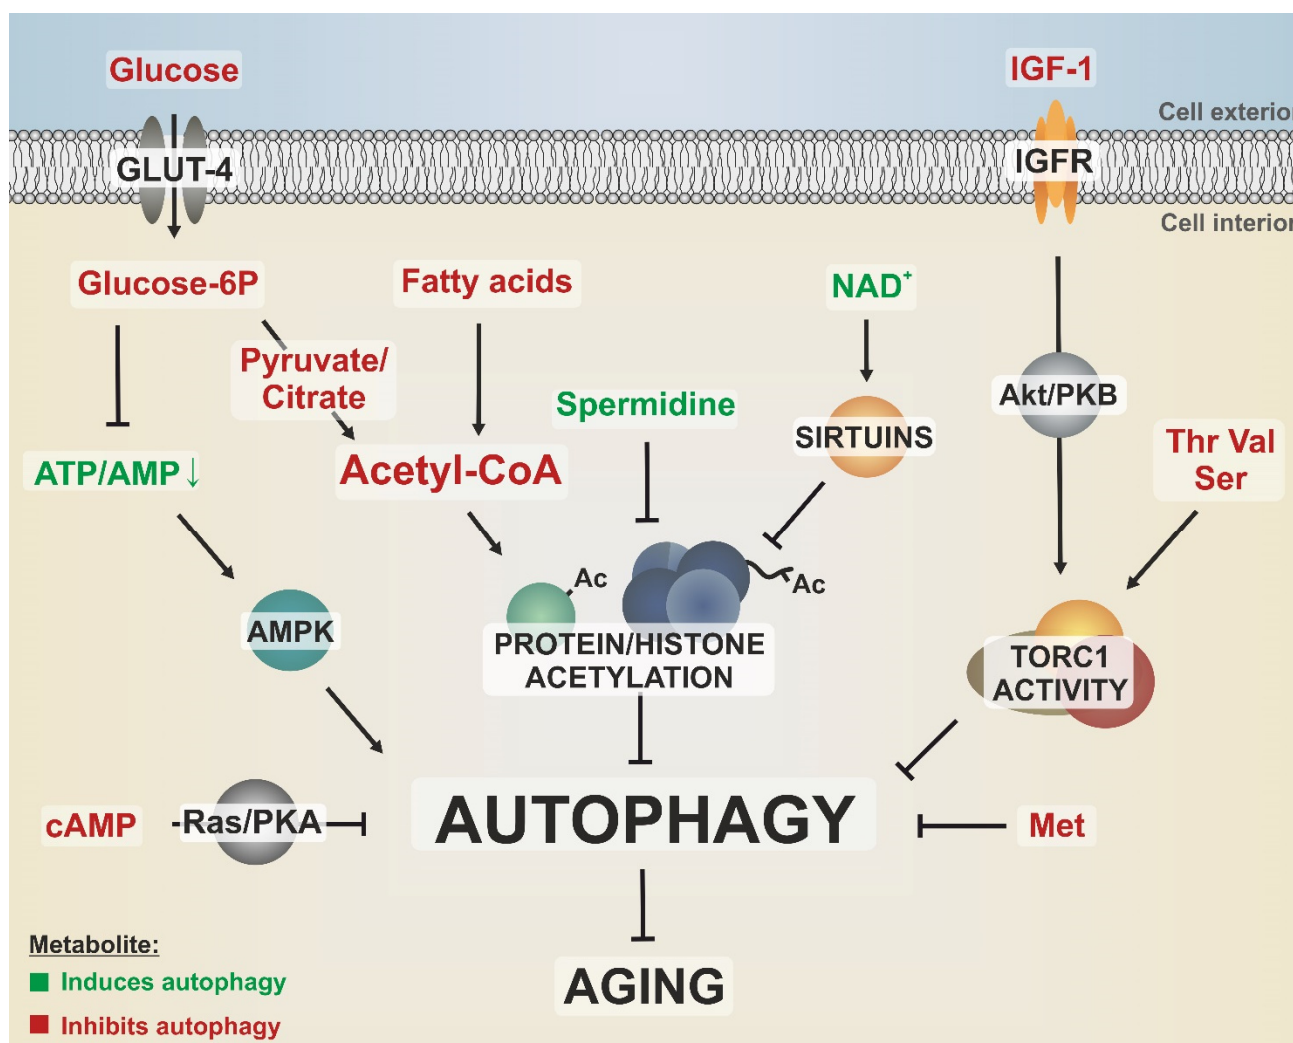 Glucose
IGF-1
Cell exterior
GLUT-4
IGFR
Cell interior
Glucose-6P
Fatty acids
NAD⁺
Pyruvate/
Citrate
Akt/PKB
Spermidine
SIRTUINS
Thr Val
Ser
ATP/AMP↓
Acetyl-CoA
Ac
Ac
AMPK
PROTEIN/HISTONE
ACETYLATION
TORC1
ACTIVITY
cAMP
-Ras/PKA
AUTOPHAGY
Met
Metabolite:
Induces autophagy
Inhibits autophagy
AGING